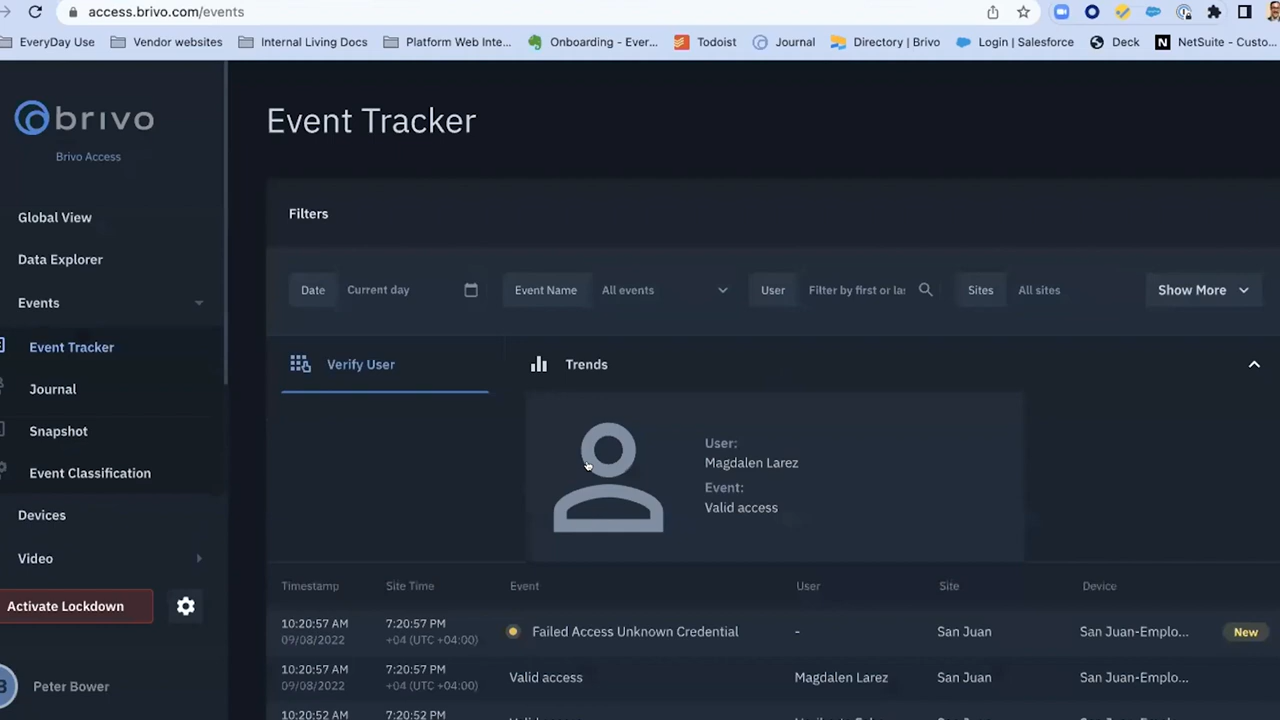 access.brivo.com/events
EveryDay Use Vendor websites Internal Living Docs Platform Web Inte... Onboarding - Ever... Todoist Journal Directory | Brivo Login | Salesforce Deck N NetSuite - Custo...
brivo
Brivo Access
Global View
Data Explorer
Events
Event Tracker
Journal
Snapshot
Event Classification
Devices
Video
Activate Lockdown
Peter Bower
Event Tracker
Filters
Date Current day Event Name All events User Filter by first or las Sites All sites Show More
Verify User Trends
User:
Magdalen Larez
Event:
Valid access
Timestamp Site Time Event User Site Device
10:20:57 AM 7:20:57 PM Failed Access Unknown Credential - San Juan San Juan-Emplo... New
09/08/2022 +04 (UTC +04:00)
10:20:57 AM 7:20:57 PM Valid access Magdalen Larez San Juan San Juan-Emplo...
09/08/2022 +04 (UTC +04:00)
10:20:52 AM 7:20:52 PM